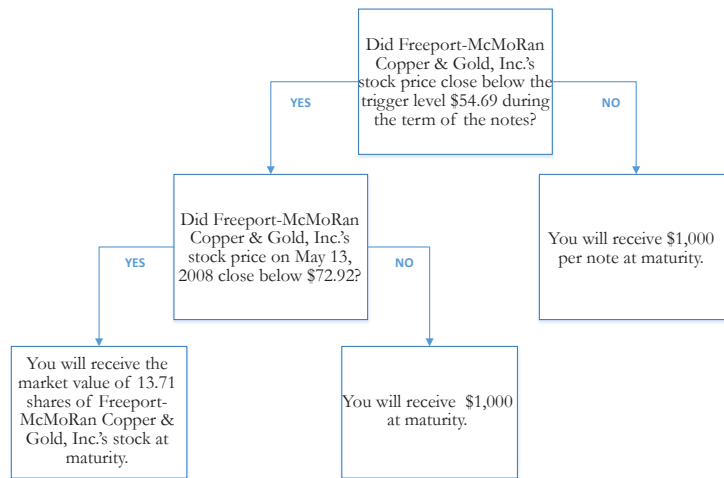 Did Freeport-McMoRan
Copper & Gold, Inc.'s
stock price close below the
trigger level $54.69 during
the term of the notes?
YES
NO
Did Freeport-McMoRan
Copper & Gold, Inc.'s
stock price on May 13,
2008 close below $72.92?
You will receive $1,000
per note at maturity.
YES
NO
You will receive the
market value of 13.71
shares of Freeport-
McMoRan Copper &
Gold, Inc.'s stock at
maturity.
You will receive $1,000
at maturity.